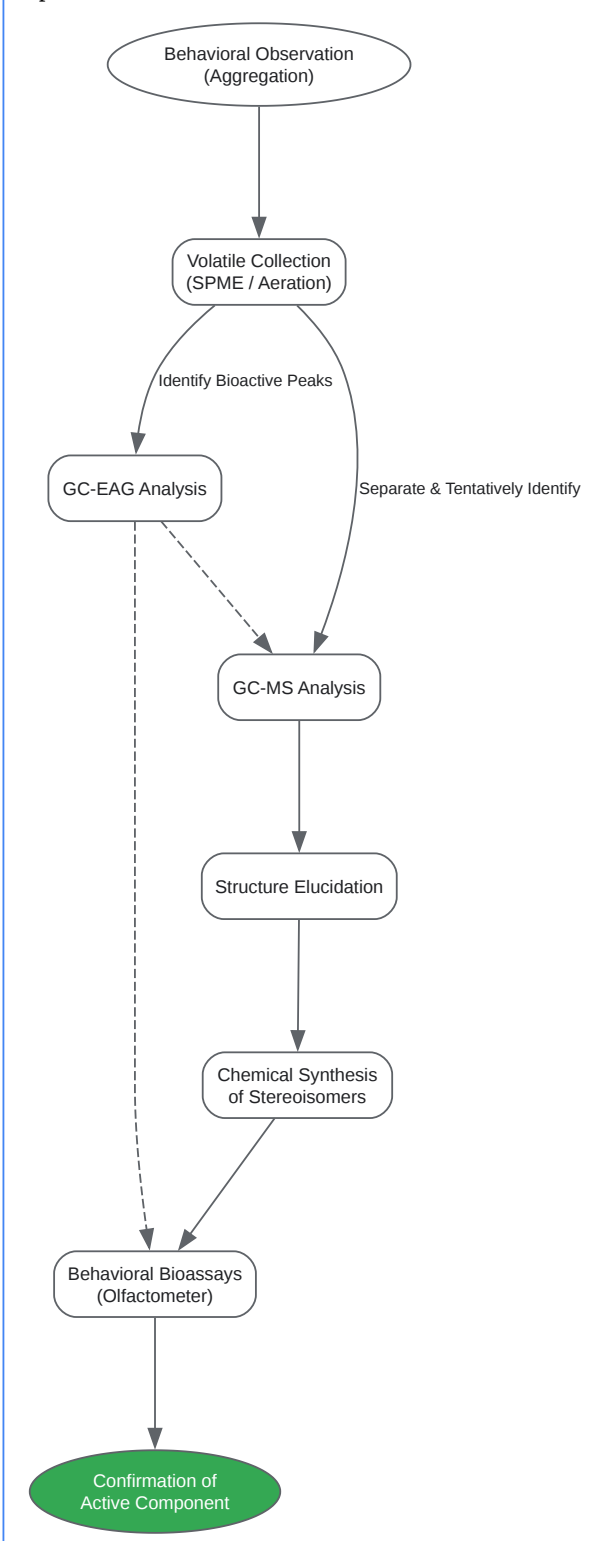 Behavioral Observation
(Aggregation)
Volatile Collection
(SPME / Aeration)
Identify Bioactive Peaks
GC-EAG Analysis
Separate & Tentatively Identify
GC-MS Analysis
Structure Elucidation
Chemical Synthesis
of Stereoisomers
Behavioral Bioassays
(Olfactometer)
Confirmation of
Active Component